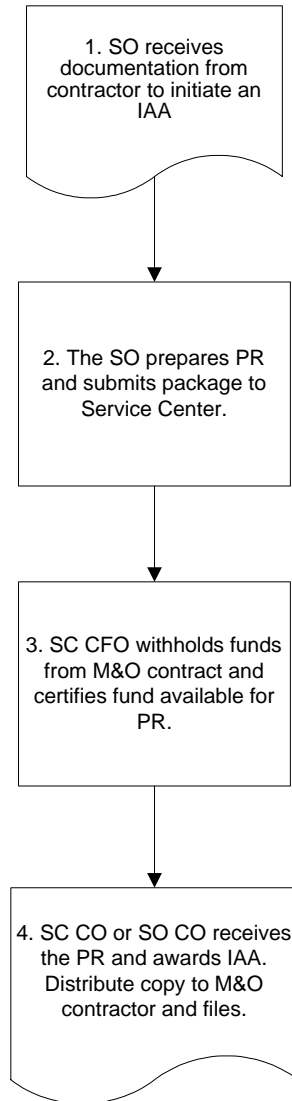 1. SO receives
documentation from
contractor to initiate an
IAA
2. The SO prepares PR
and submits package to
Service Center.
3. SC CFO withholds funds
from M&O contract and
certifies fund available for
PR.
4. SC CO or SO CO receives
the PR and awards IAA.
Distribute copy to M&O
contractor and files.